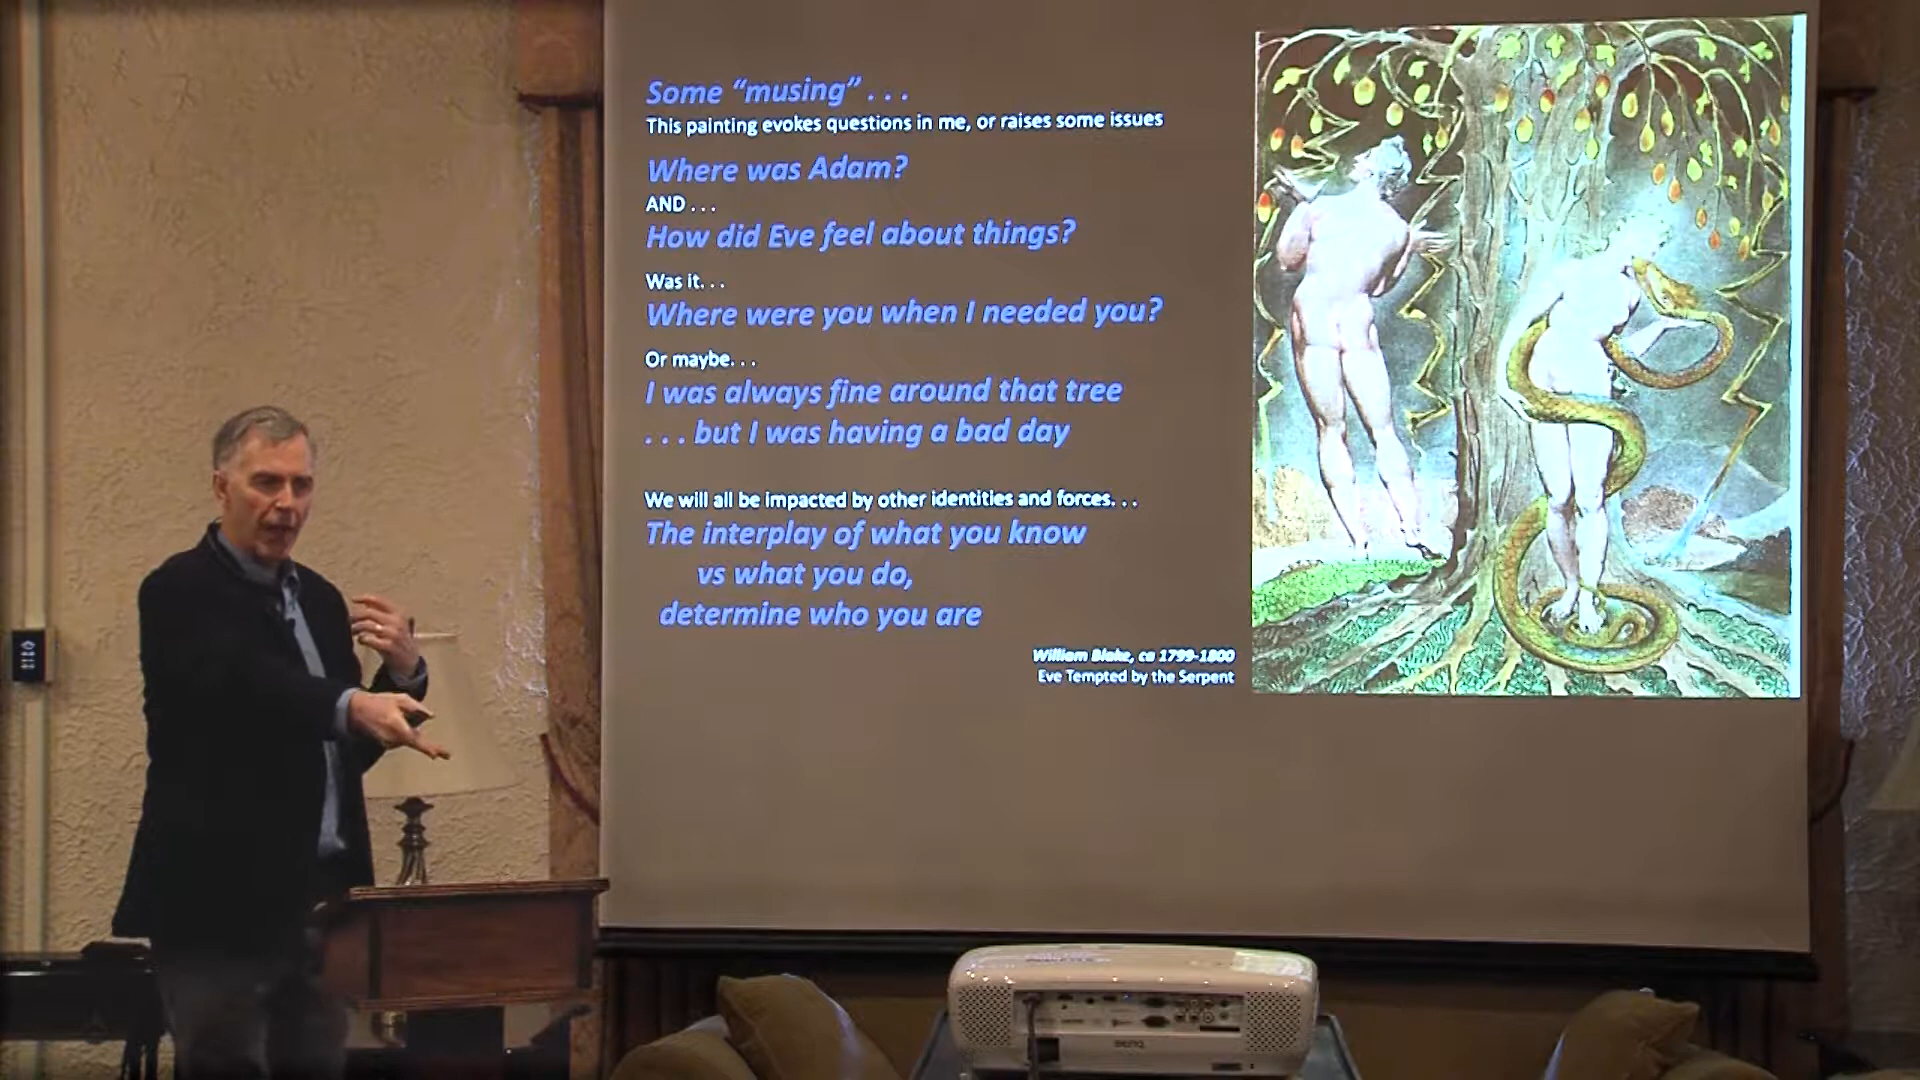 Some “musing” . . .
This painting evokes questions in me, or raises some issues
Where was Adam?
AND . . .
How did Eve feel about things?
Was it. . .
Where were you when I needed you?
Or maybe. . .
I was always fine around that tree
. . . but I was having a bad day
We will all be impacted by other identities and forces. . .
The interplay of what you know
vs what you do,
determine who you are
William Blake, ca 1799-1800
Eve Tempted by the Serpent
BenQ